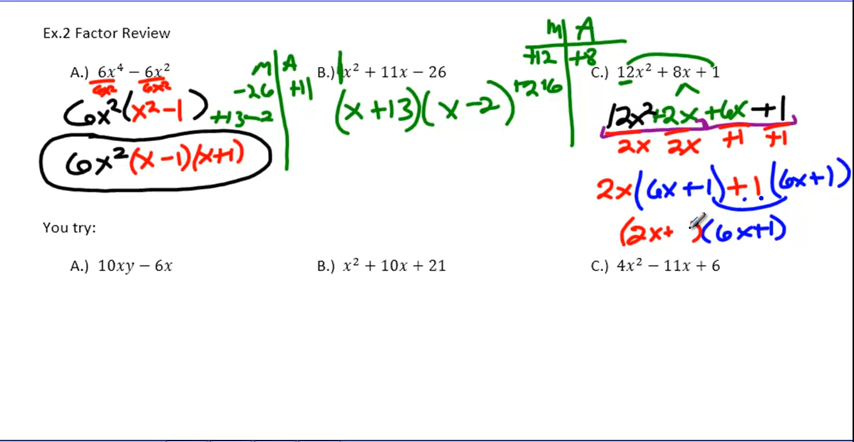 Ex.2 Factor Review
A.) 6x⁴ − 6x²
6x² 6x²
6x²(x²-1)
6x²(x-1)(x+1)
M A
-26 +11
+13 -2
B.) 1x² + 11x − 26
(x+13)(x-2)
M A
+12 +8
+2 +6
C.) 12x² + 8x + 1
12x²+2x+6x+1
2x 2x +1 +1
2x(6x+1)+1(6x+1)
(2x+ )(6x+1)
You try:
A.) 10xy − 6x
B.) x² + 10x + 21
C.) 4x² − 11x + 6